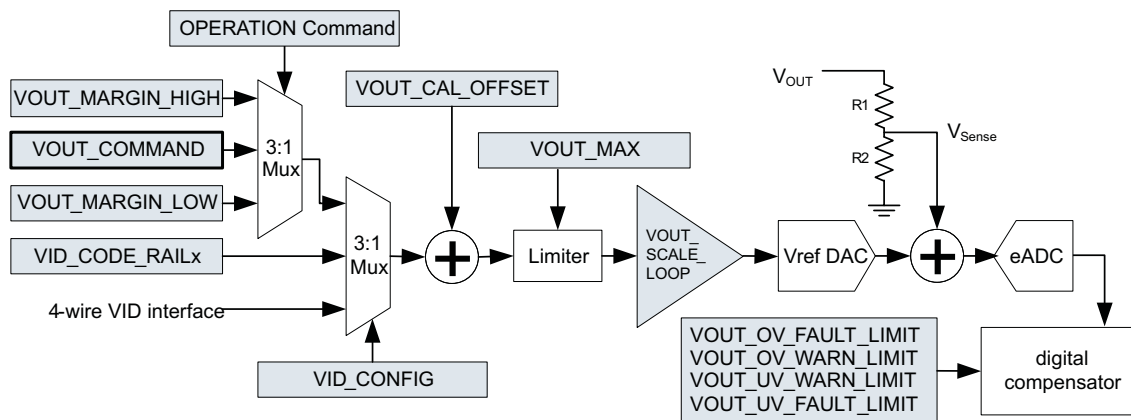 OPERATION Command
VOUT_MARGIN_HIGH
VOUT_COMMAND
VOUT_MARGIN_LOW
3:1
Mux
VID_CODE_RAILx
4-wire VID interface
3:1
Mux
VID_CONFIG
VOUT_CAL_OFFSET
+
VOUT_MAX
Limiter
VOUT_
SCALE_
LOOP
Vref DAC
VOUT
R1
R2
VSense
+
eADC
VOUT_OV_FAULT_LIMIT
VOUT_OV_WARN_LIMIT
VOUT_UV_WARN_LIMIT
VOUT_UV_FAULT_LIMIT
digital
compensator